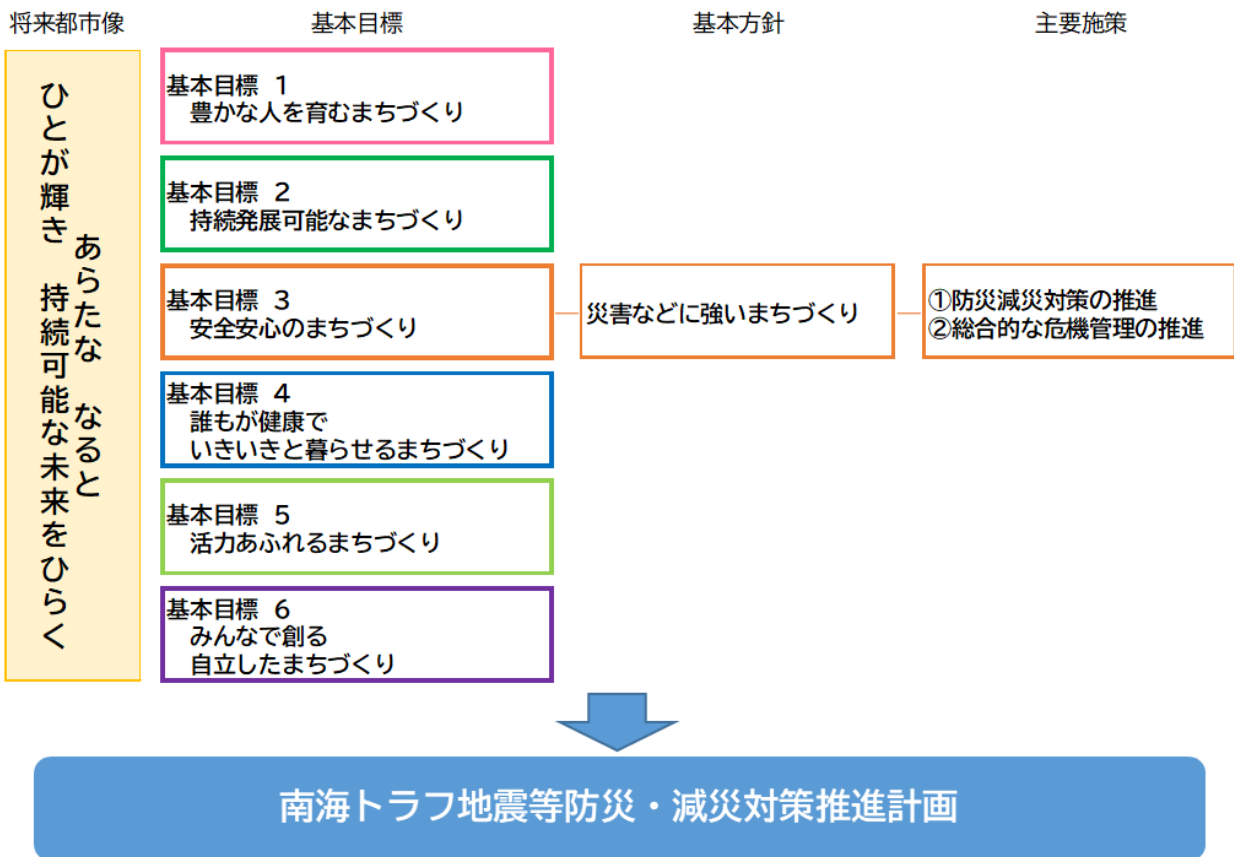 将来都市像
基本目標
基本方針
主要施策
あらたな　なると
ひとが輝き　持続可能な未来をひらく
基本目標 1
豊かな人を育むまちづくり
基本目標 2
持続発展可能なまちづくり
基本目標 3
安全安心のまちづくり
災害などに強いまちづくり
①防災減災対策の推進
②総合的な危機管理の推進
基本目標 4
誰もが健康で
いきいきと暮らせるまちづくり
基本目標 5
活力あふれるまちづくり
基本目標 6
みんなで創る
自立したまちづくり
南海トラフ地震等防災・減災対策推進計画